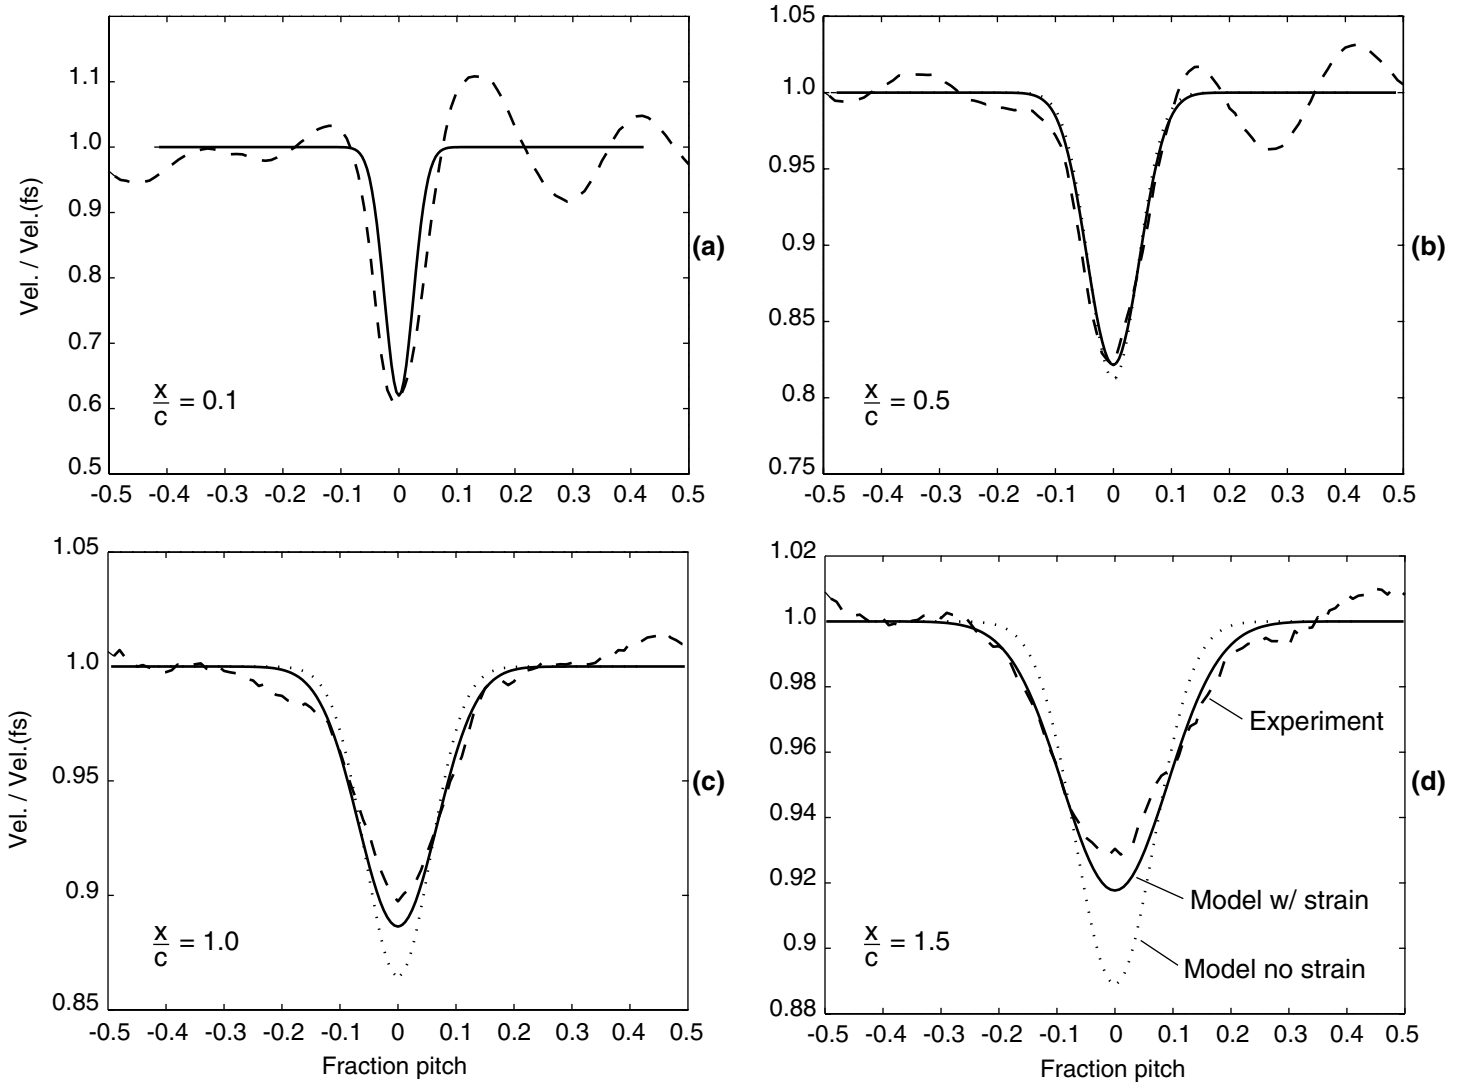 Vel. / Vel.(fs)
1.1
1.0
0.9
0.8
0.7
0.6
0.5
x/c = 0.1
(a)
-0.5 -0.4 -0.3 -0.2 -0.1 0 0.1 0.2 0.3 0.4 0.5
1.05
1.0
0.95
0.9
0.85
0.8
0.75
x/c = 0.5
(b)
-0.5 -0.4 -0.3 -0.2 -0.1 0 0.1 0.2 0.3 0.4 0.5
Vel. / Vel.(fs)
1.05
1.0
0.95
0.9
0.85
x/c = 1.0
(c)
-0.5 -0.4 -0.3 -0.2 -0.1 0 0.1 0.2 0.3 0.4 0.5
Fraction pitch
1.02
1.0
0.98
0.96
0.94
0.92
0.9
0.88
Experiment
Model w/ strain
Model no strain
x/c = 1.5
(d)
-0.5 -0.4 -0.3 -0.2 -0.1 0 0.1 0.2 0.3 0.4 0.5
Fraction pitch